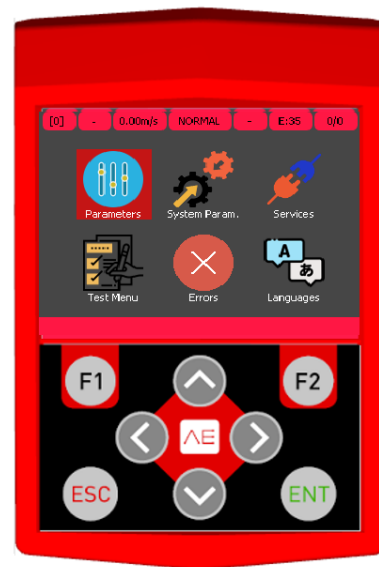 [0] - 0.00m/s NORMAL - E:35 0/0
Parameters System Param. Services
A
あ
Test Menu Errors Languages
F1 F2
AE
ESC ENT